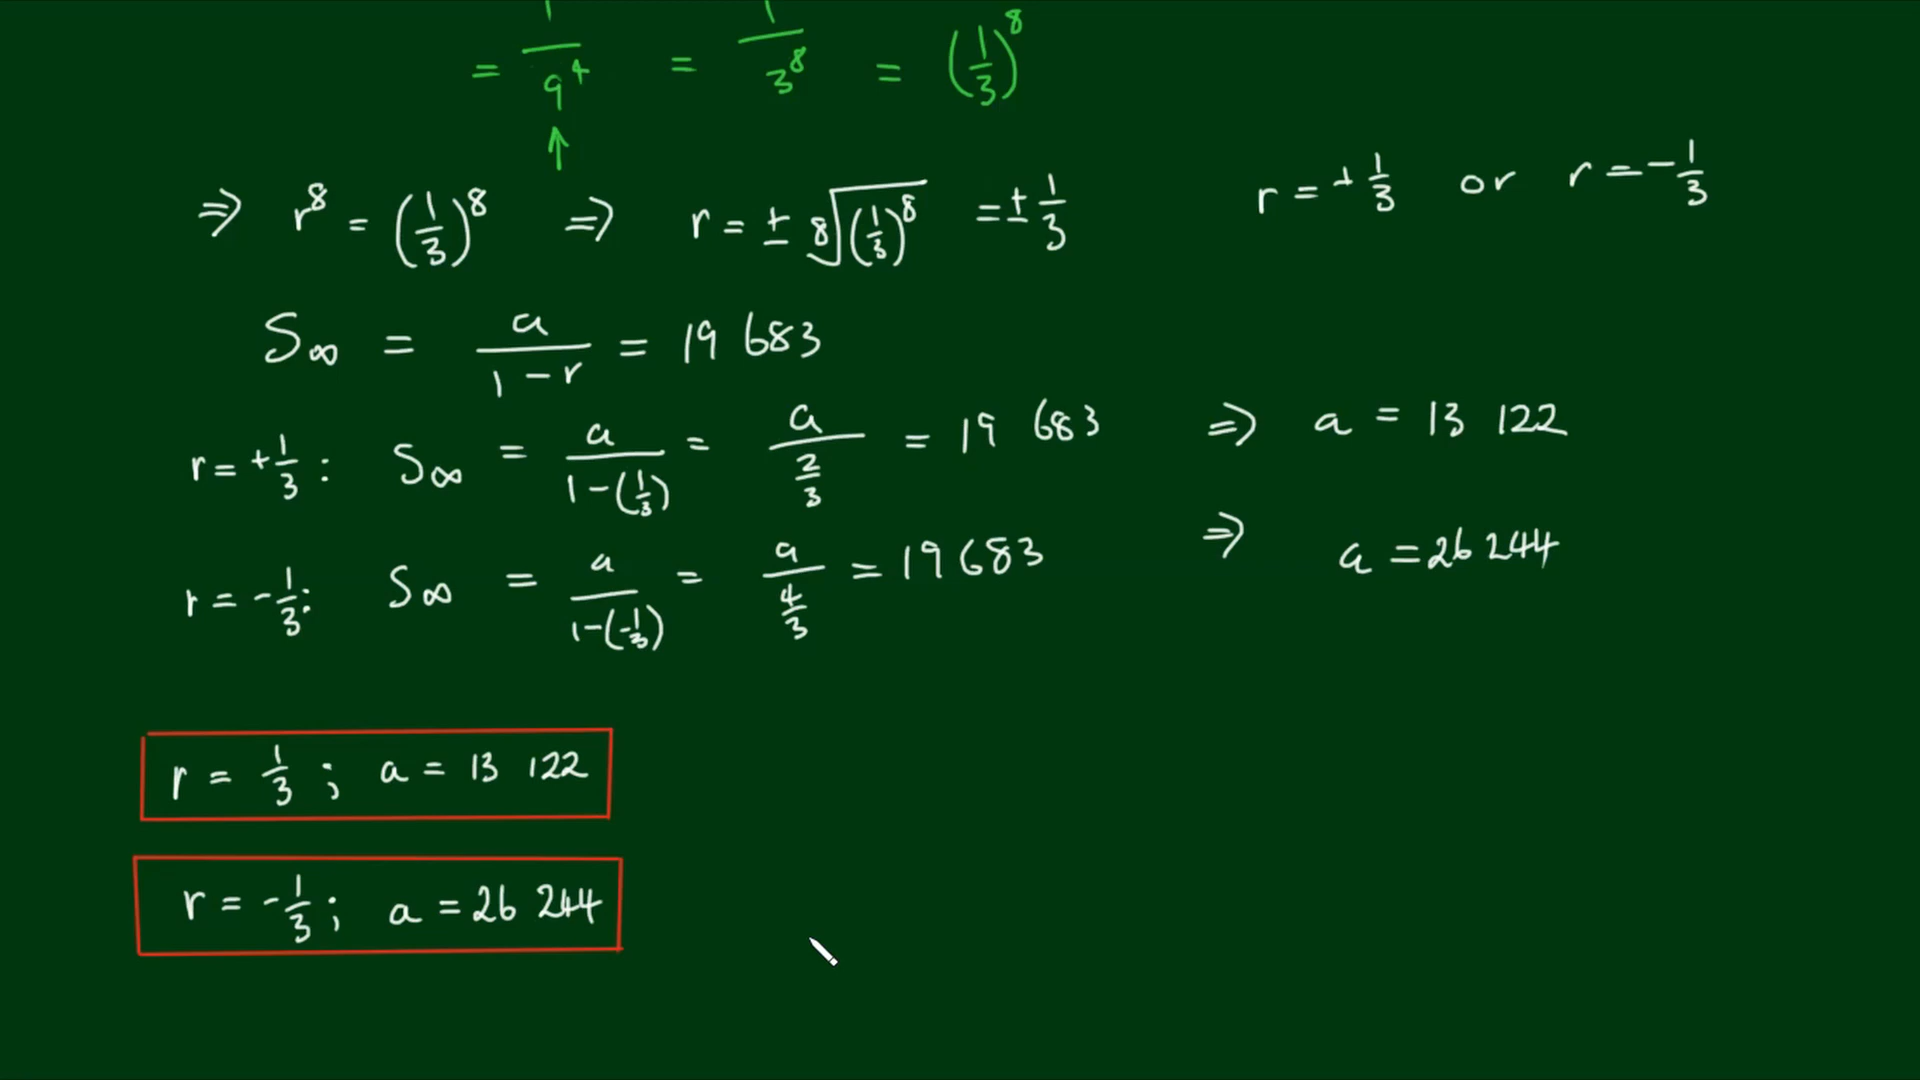 = 1/9⁴ = 1/3⁸ = (1/3)⁸
↑
⇒ r⁸ = (1/3)⁸ ⇒ r = ± ⁸√(1/3)⁸ = ± 1/3 r = + 1/3 or r = - 1/3
S∞ = a/(1 - r) = 19 683
r = + 1/3 : S∞ = a/(1-(1/3)) = a/(2/3) = 19 683 ⇒ a = 13 122
r = - 1/3 : S∞ = a/(1-(-1/3)) = a/(4/3) = 19683 ⇒ a = 26 244
r = 1/3 ; a = 13 122
r = - 1/3 ; a = 26 244